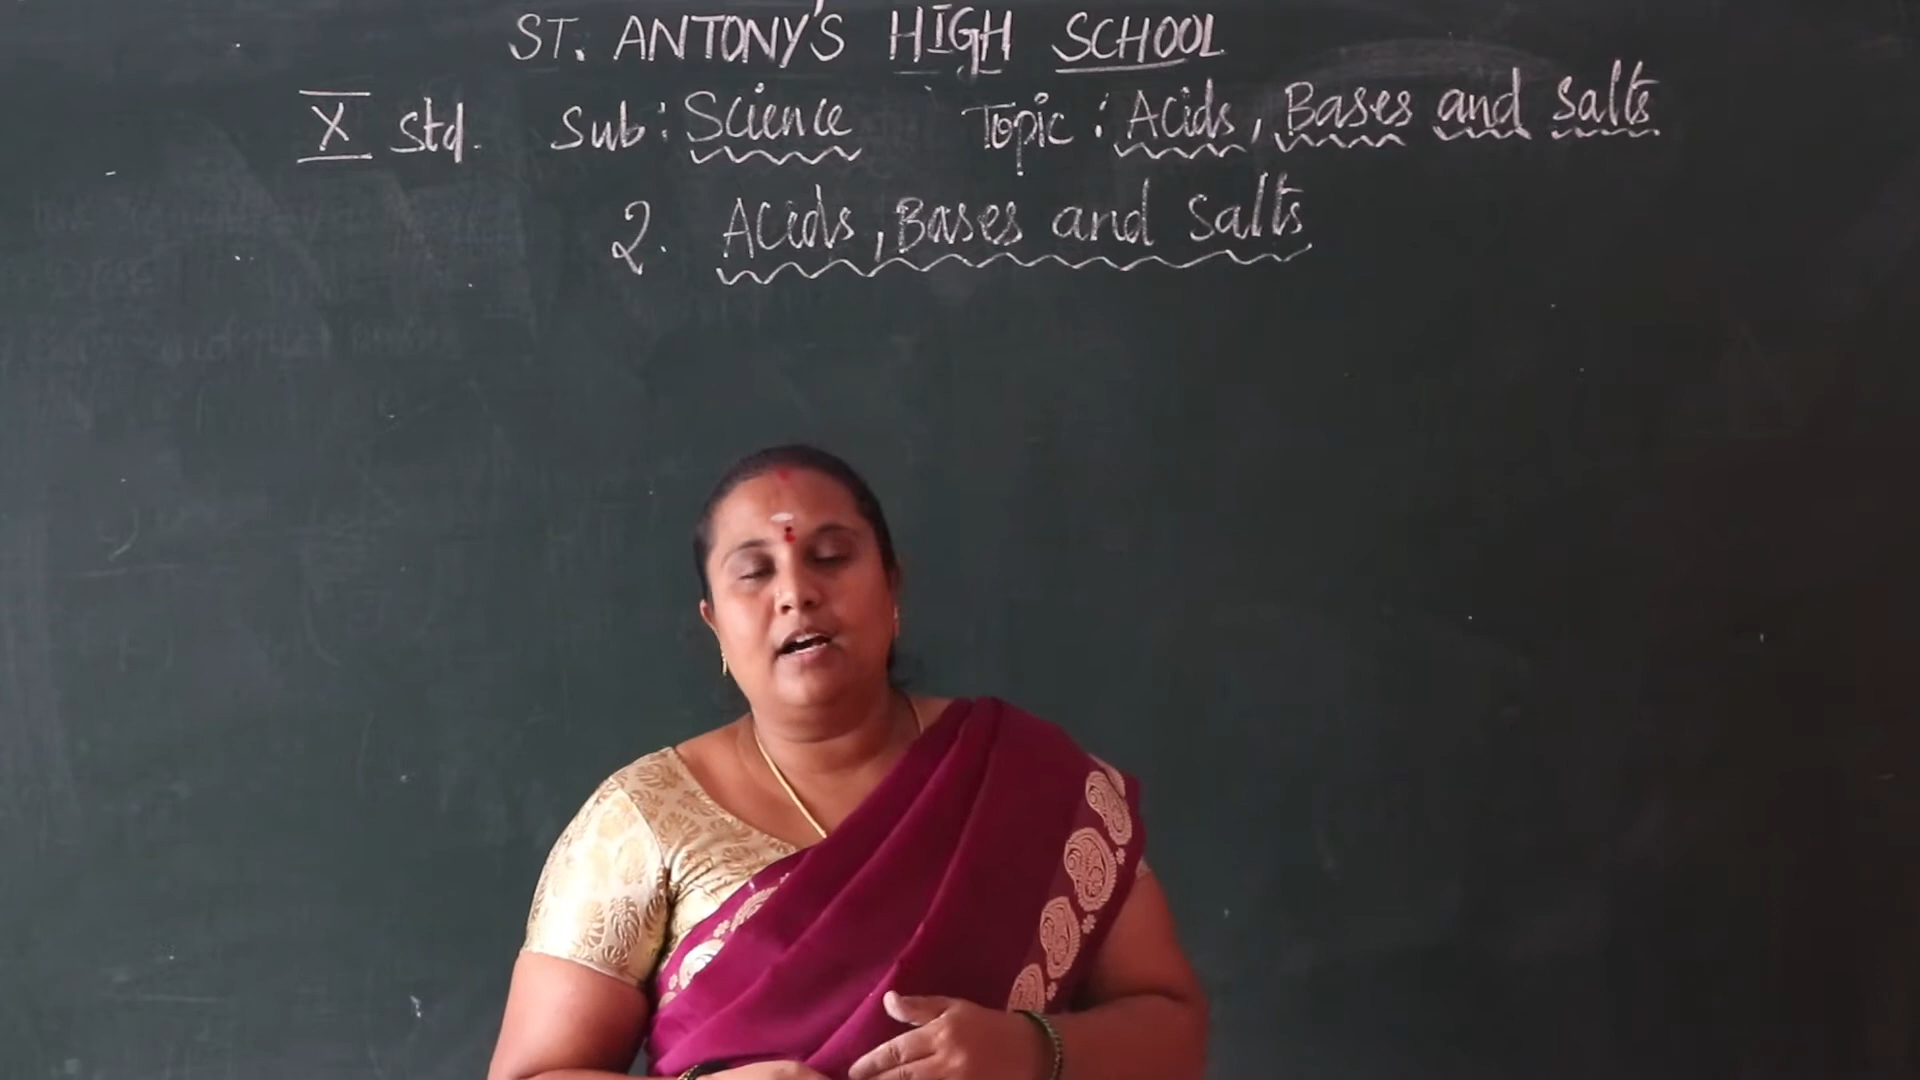 ST. ANTONY'S HIGH SCHOOL
X Std. Sub: Science Topic: Acids, Bases and Salts
2. Acids, Bases and Salts